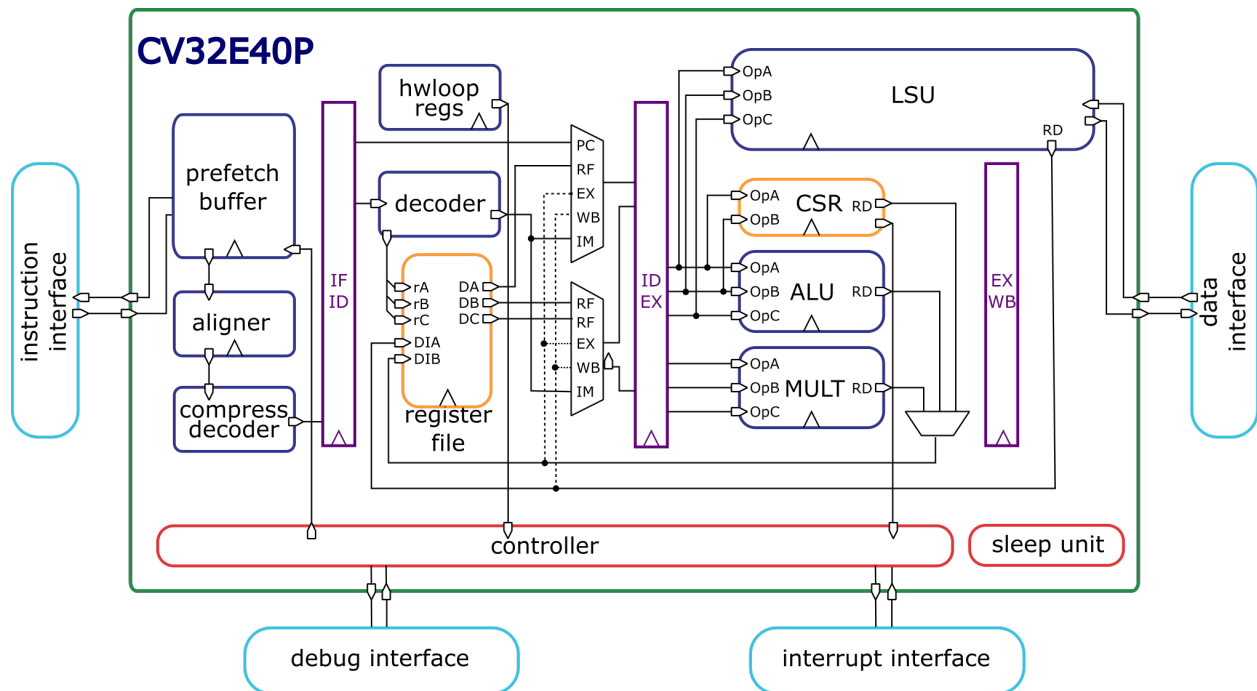 CV32E40P
instruction
interface
prefetch
buffer
aligner
compress
decoder
IF
ID
hwloop
regs
decoder
rA
rB
rC
DIA
DIB
DA
DB
DC
register
file
PC
RF
EX
WB
IM
RF
RF
EX
WB
IM
ID
EX
OpA
OpB
OpC
LSU
RD
OpA
OpB
CSR
RD
OpA
OpB
OpC
ALU
RD
OpA
OpB
OpC
MULT
RD
EX
WB
data
interface
controller
sleep unit
debug interface
interrupt interface